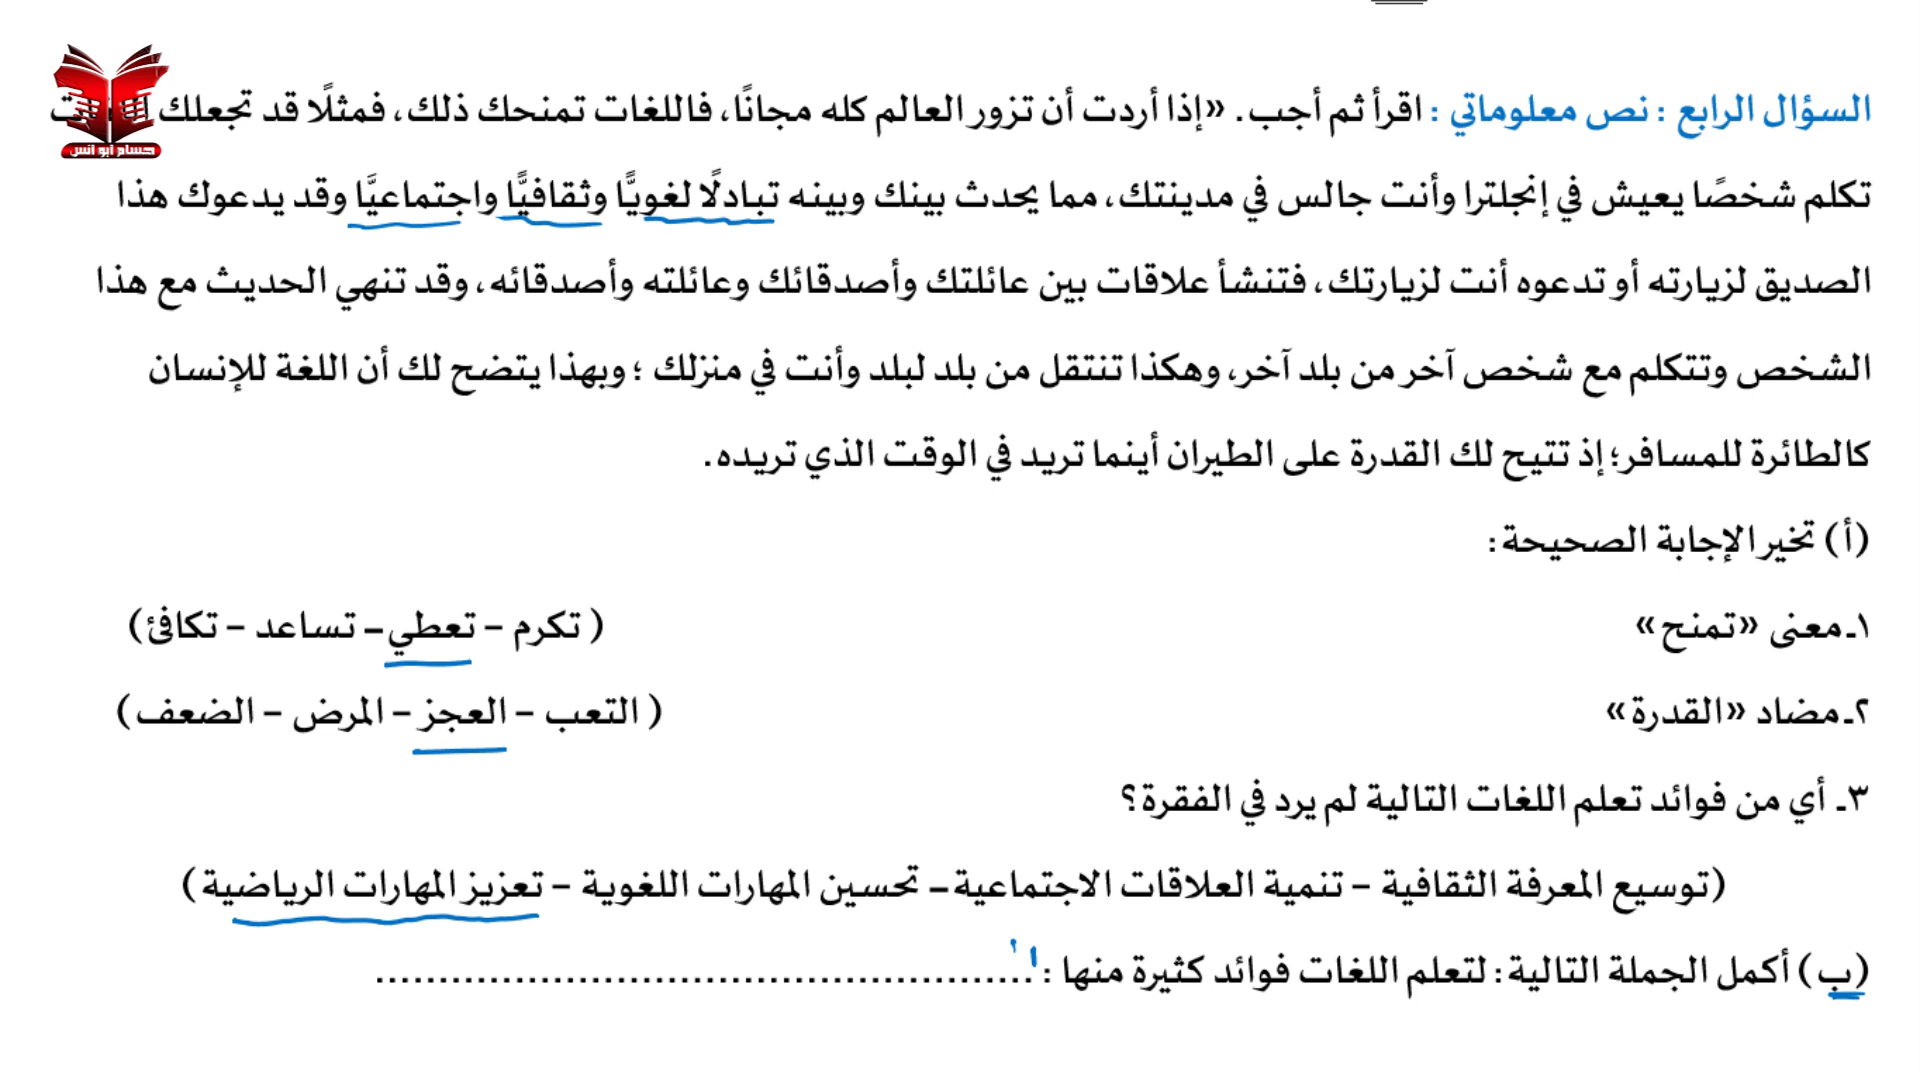 السؤال الرابع : نص معلوماتي : اقرأ ثم أجب. «إذا أردت أن تزور العالم كله مجانًا، فاللغات تمنحك ذلك، فمثلًا قد تجعلك
حسام أبو أنس
تكلم شخصًا يعيش في إنجلترا وأنت جالس في مدينتك، مما يحدث بينك وبينه تبادلًا لغويًّا وثقافيًّا واجتماعيًّا وقد يدعوك هذا
الصديق لزيارته أو تدعوه أنت لزيارتك، فتنشأ علاقات بين عائلتك وأصدقائك وعائلته وأصدقائه، وقد تنهي الحديث مع هذا
الشخص وتتكلم مع شخص آخر من بلد آخر، وهكذا تنتقل من بلد لبلد وأنت في منزلك ؛ وبهذا يتضح لك أن اللغة للإنسان
كالطائرة للمسافر؛ إذ تتيح لك القدرة على الطيران أينما تريد في الوقت الذي تريده.
(أ) تخير الإجابة الصحيحة:
١ـ معنى «تمنح» ( تكرم – تعطي – تساعد – تكافئ)
٢ـ مضاد «القدرة» ( التعب – العجز – المرض – الضعف)
٣ـ أي من فوائد تعلم اللغات التالية لم يرد في الفقرة؟
(توسيع المعرفة الثقافية – تنمية العلاقات الاجتماعية – تحسين المهارات اللغوية – تعزيز المهارات الرياضية)
(ب) أكمل الجملة التالية: لتعلم اللغات فوائد كثيرة منها : ....................................................